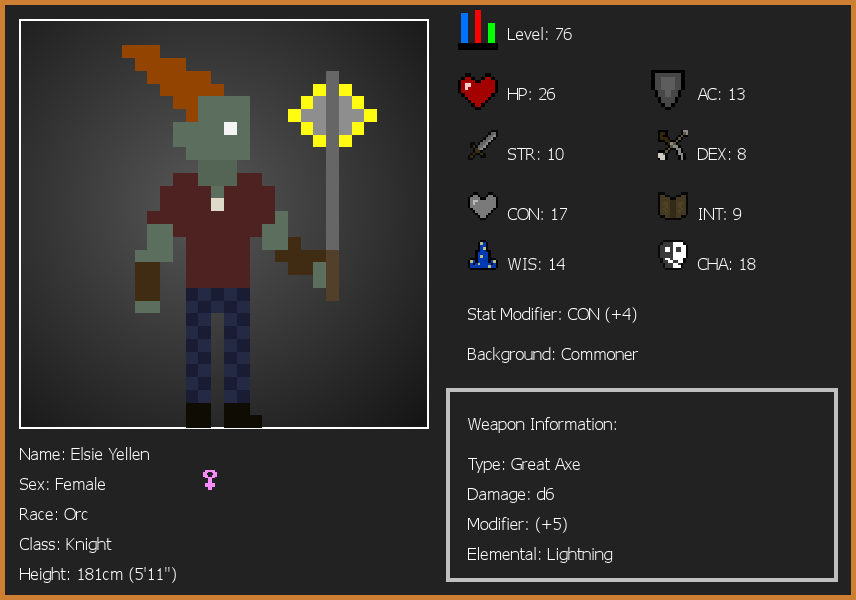 Level: 76
HP: 26
AC: 13
STR: 10
DEX: 8
CON: 17
INT: 9
WIS: 14
CHA: 18
Stat Modifier: CON (+4)
Background: Commoner
Weapon Information:
Type: Great Axe
Damage: d6
Modifier: (+5)
Elemental: Lightning
Name: Elsie Yellen
Sex: Female
Race: Orc
Class: Knight
Height: 181cm (5'11")